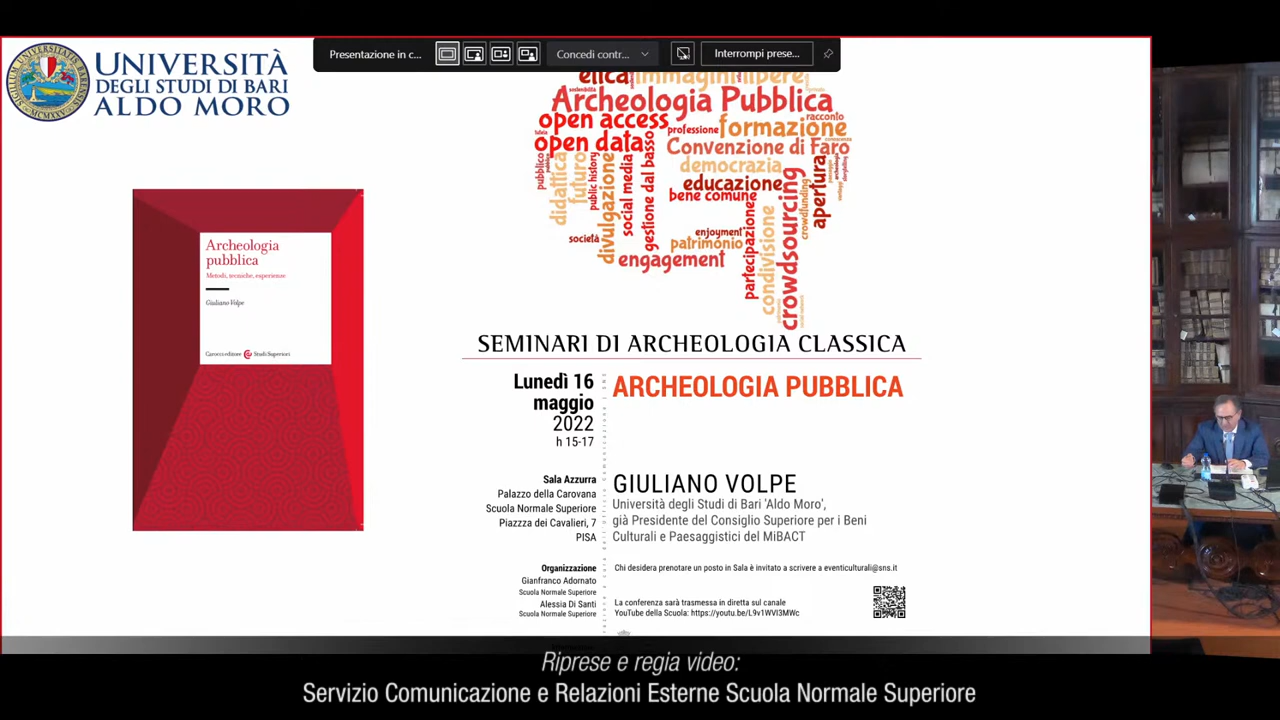 UNIVERSITÀ
DEGLI STUDI DI BARI
ALDO MORO
Presentazione in c...
Concedi contr...
Interrompi prese...
etica immagini libere
sostenibilità
Archeologia Pubblica
open access
professione
formazione
racconto
open data
Convenzione di Faro
democrazia
educazione
bene comune
pubblico
didattica
futuro
public history
divulgazione
social media
gestione dal basso
partecipazione
condivisione
crowdsourcing
crowdfunding
apertura
storytelling
società
enjoyment
patrimonio
engagement
Archeologia
pubblica
Metodi, tecniche, esperienze
Giuliano Volpe
Carocci editore Studi Superiori
SEMINARI DI ARCHEOLOGIA CLASSICA
Lunedì 16
maggio
2022
h 15-17
ARCHEOLOGIA PUBBLICA
Sala Azzurra
Palazzo della Carovana
Scuola Normale Superiore
Piazzza dei Cavalieri, 7
PISA
GIULIANO VOLPE
Università degli Studi di Bari 'Aldo Moro',
già Presidente del Consiglio Superiore per i Beni
Culturali e Paesaggistici del MiBACT
Organizzazione
Gianfranco Adornato
Scuola Normale Superiore
Alessia Di Santi
Scuola Normale Superiore
Chi desidera prenotare un posto in Sala è invitato a scrivere a eventiculturali@sns.it
La conferenza sarà trasmessa in diretta sul canale
YouTube della Scuola: https://youtu.be/L9v1WVI3MWc
Riprese e regia video:
Servizio Comunicazione e Relazioni Esterne Scuola Normale Superiore